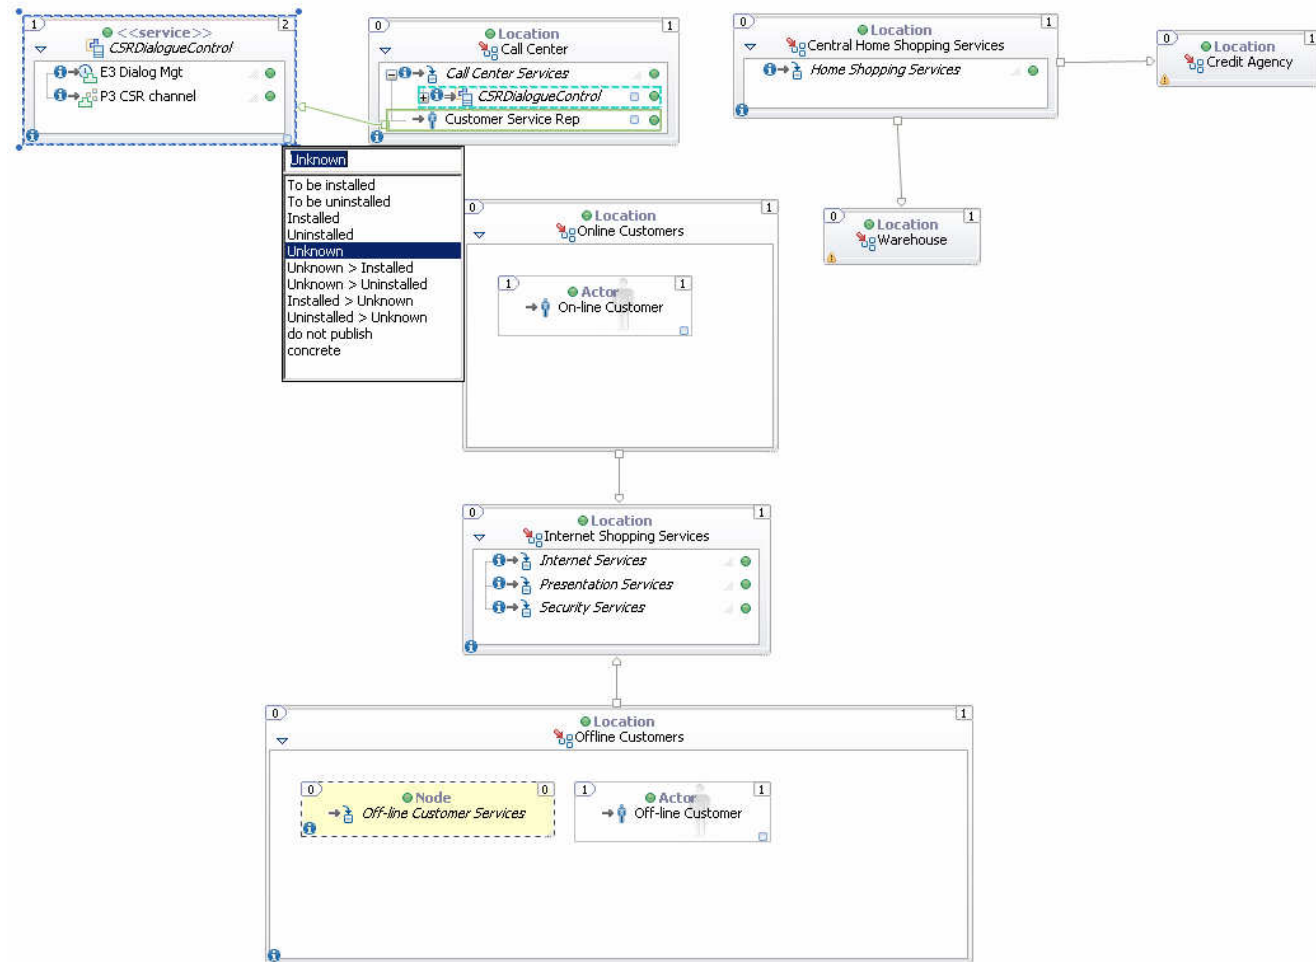 1
2
<<service>>
CSRDialogueControl
E3 Dialog Mgt
P3 CSR channel
0
1
Location
Call Center
Call Center Services
CSRDialogueControl
Customer Service Rep
0
1
Location
Central Home Shopping Services
Home Shopping Services
0
1
Location
Credit Agency
Unknown
To be installed
To be uninstalled
Installed
Uninstalled
Unknown
Unknown > Installed
Unknown > Uninstalled
Installed > Unknown
Uninstalled > Unknown
do not publish
concrete
0
1
Location
Online Customers
1
1
Actor
On-line Customer
0
1
Location
Warehouse
0
1
Location
Internet Shopping Services
Internet Services
Presentation Services
Security Services
0
1
Location
Offline Customers
0
0
Node
Off-line Customer Services
1
1
Actor
Off-line Customer